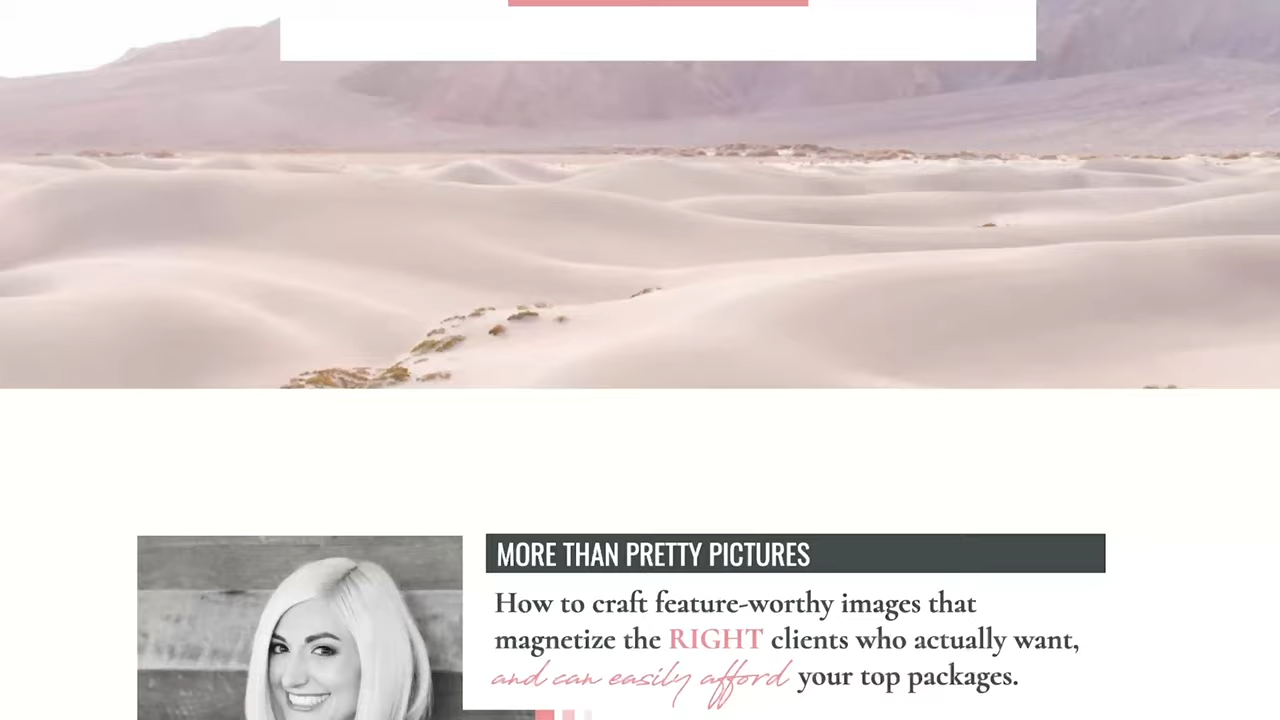 MORE THAN PRETTY PICTURES
How to craft feature-worthy images that
magnetize the RIGHT clients who actually want,
and can easily afford your top packages.